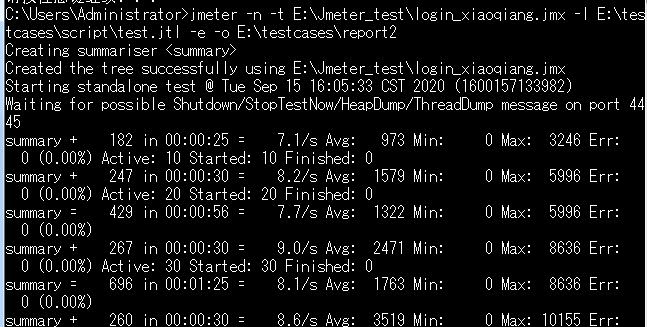 C:\Users\Administrator>jmeter -n -t E:\Jmeter_test\login_xiaoqiang.jmx -l E:\tes
tcases\script\test.jtl -e -o E:\testcases\report2
Creating summariser <summary>
Created the tree successfully using E:\Jmeter_test\login_xiaoqiang.jmx
Starting standalone test @ Tue Sep 15 16:05:33 CST 2020 (1600157133982)
Waiting for possible Shutdown/StopTestNow/HeapDump/ThreadDump message on port 44
45
summary +    182 in 00:00:25 =    7.1/s Avg:   973 Min:     0 Max:  3246 Err:
  0 (0.00%) Active: 10 Started: 10 Finished: 0
summary +    247 in 00:00:30 =    8.2/s Avg:  1579 Min:     0 Max:  5996 Err:
  0 (0.00%) Active: 20 Started: 20 Finished: 0
summary =    429 in 00:00:56 =    7.7/s Avg:  1322 Min:     0 Max:  5996 Err:
  0 (0.00%)
summary +    267 in 00:00:30 =    9.0/s Avg:  2471 Min:     0 Max:  8636 Err:
  0 (0.00%) Active: 30 Started: 30 Finished: 0
summary =    696 in 00:01:25 =    8.1/s Avg:  1763 Min:     0 Max:  8636 Err:
  0 (0.00%)
summary +    260 in 00:00:30 =    8.6/s Avg:  3519 Min:     0 Max: 10155 Err: